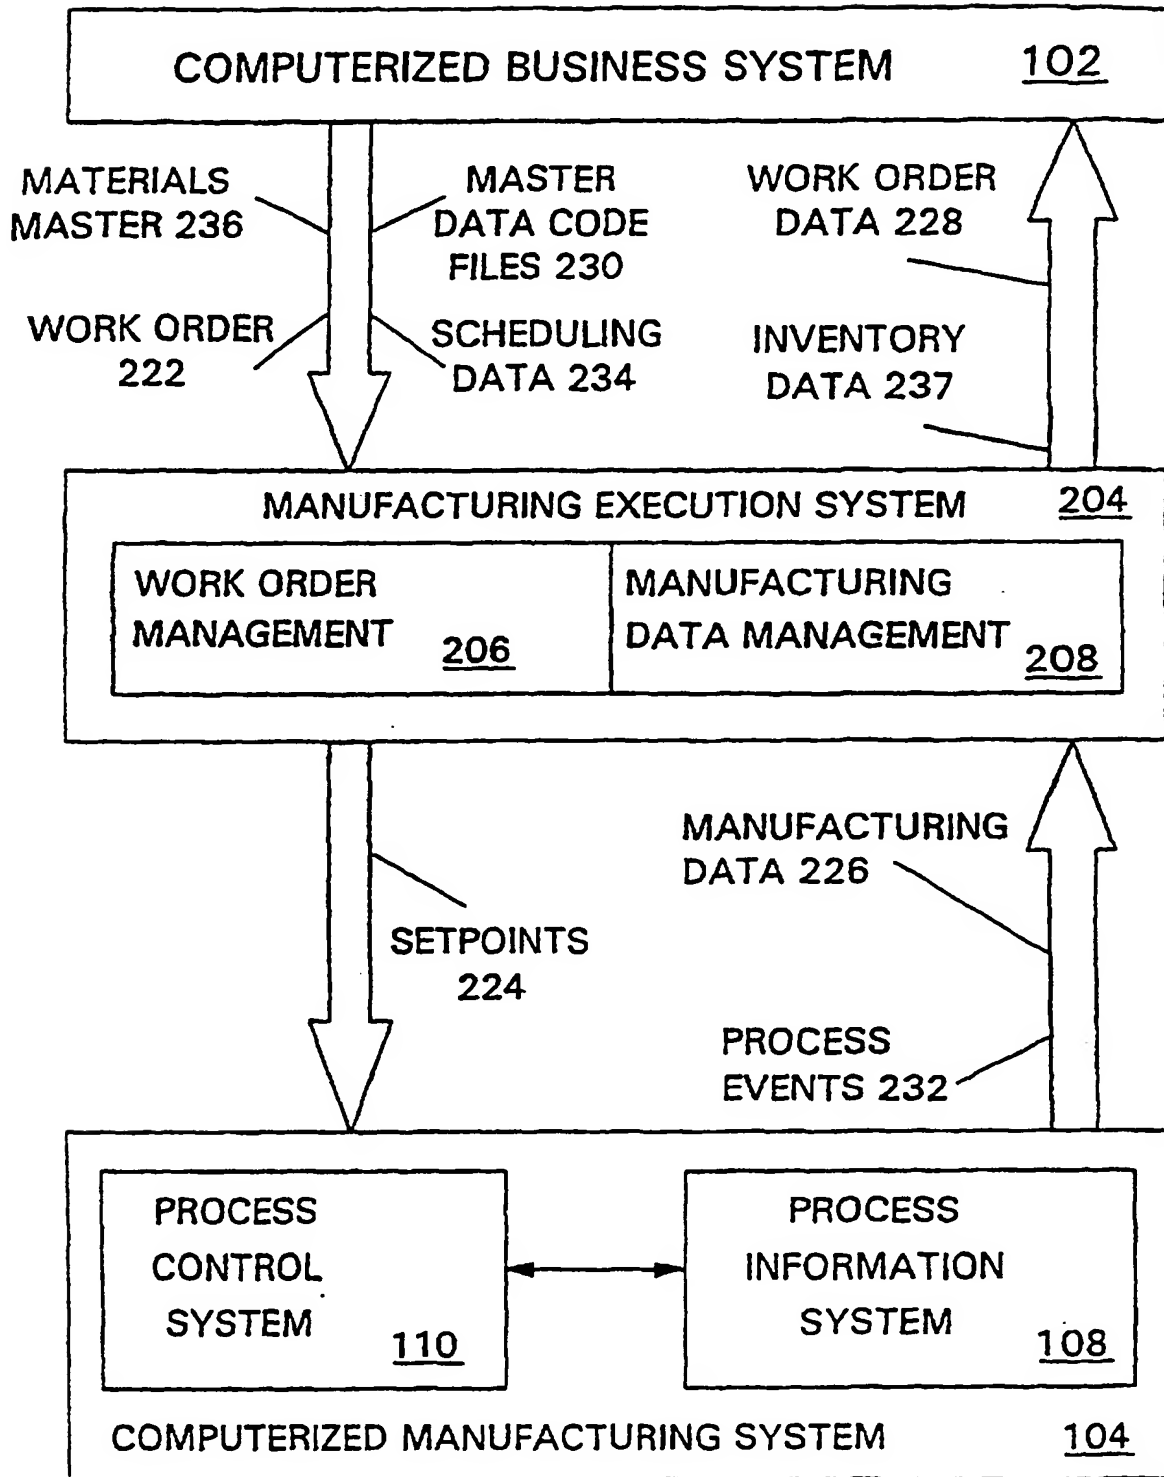 COMPUTERIZED BUSINESS SYSTEM 102
MATERIALS
MASTER 236
MASTER
DATA CODE
FILES 230
WORK ORDER
DATA 228
WORK ORDER
222
SCHEDULING
DATA 234
INVENTORY
DATA 237
MANUFACTURING EXECUTION SYSTEM 204
WORK ORDER
MANAGEMENT 206
MANUFACTURING
DATA MANAGEMENT 208
SETPOINTS
224
MANUFACTURING
DATA 226
PROCESS
EVENTS 232
PROCESS
CONTROL
SYSTEM 110
PROCESS
INFORMATION
SYSTEM 108
COMPUTERIZED MANUFACTURING SYSTEM 104